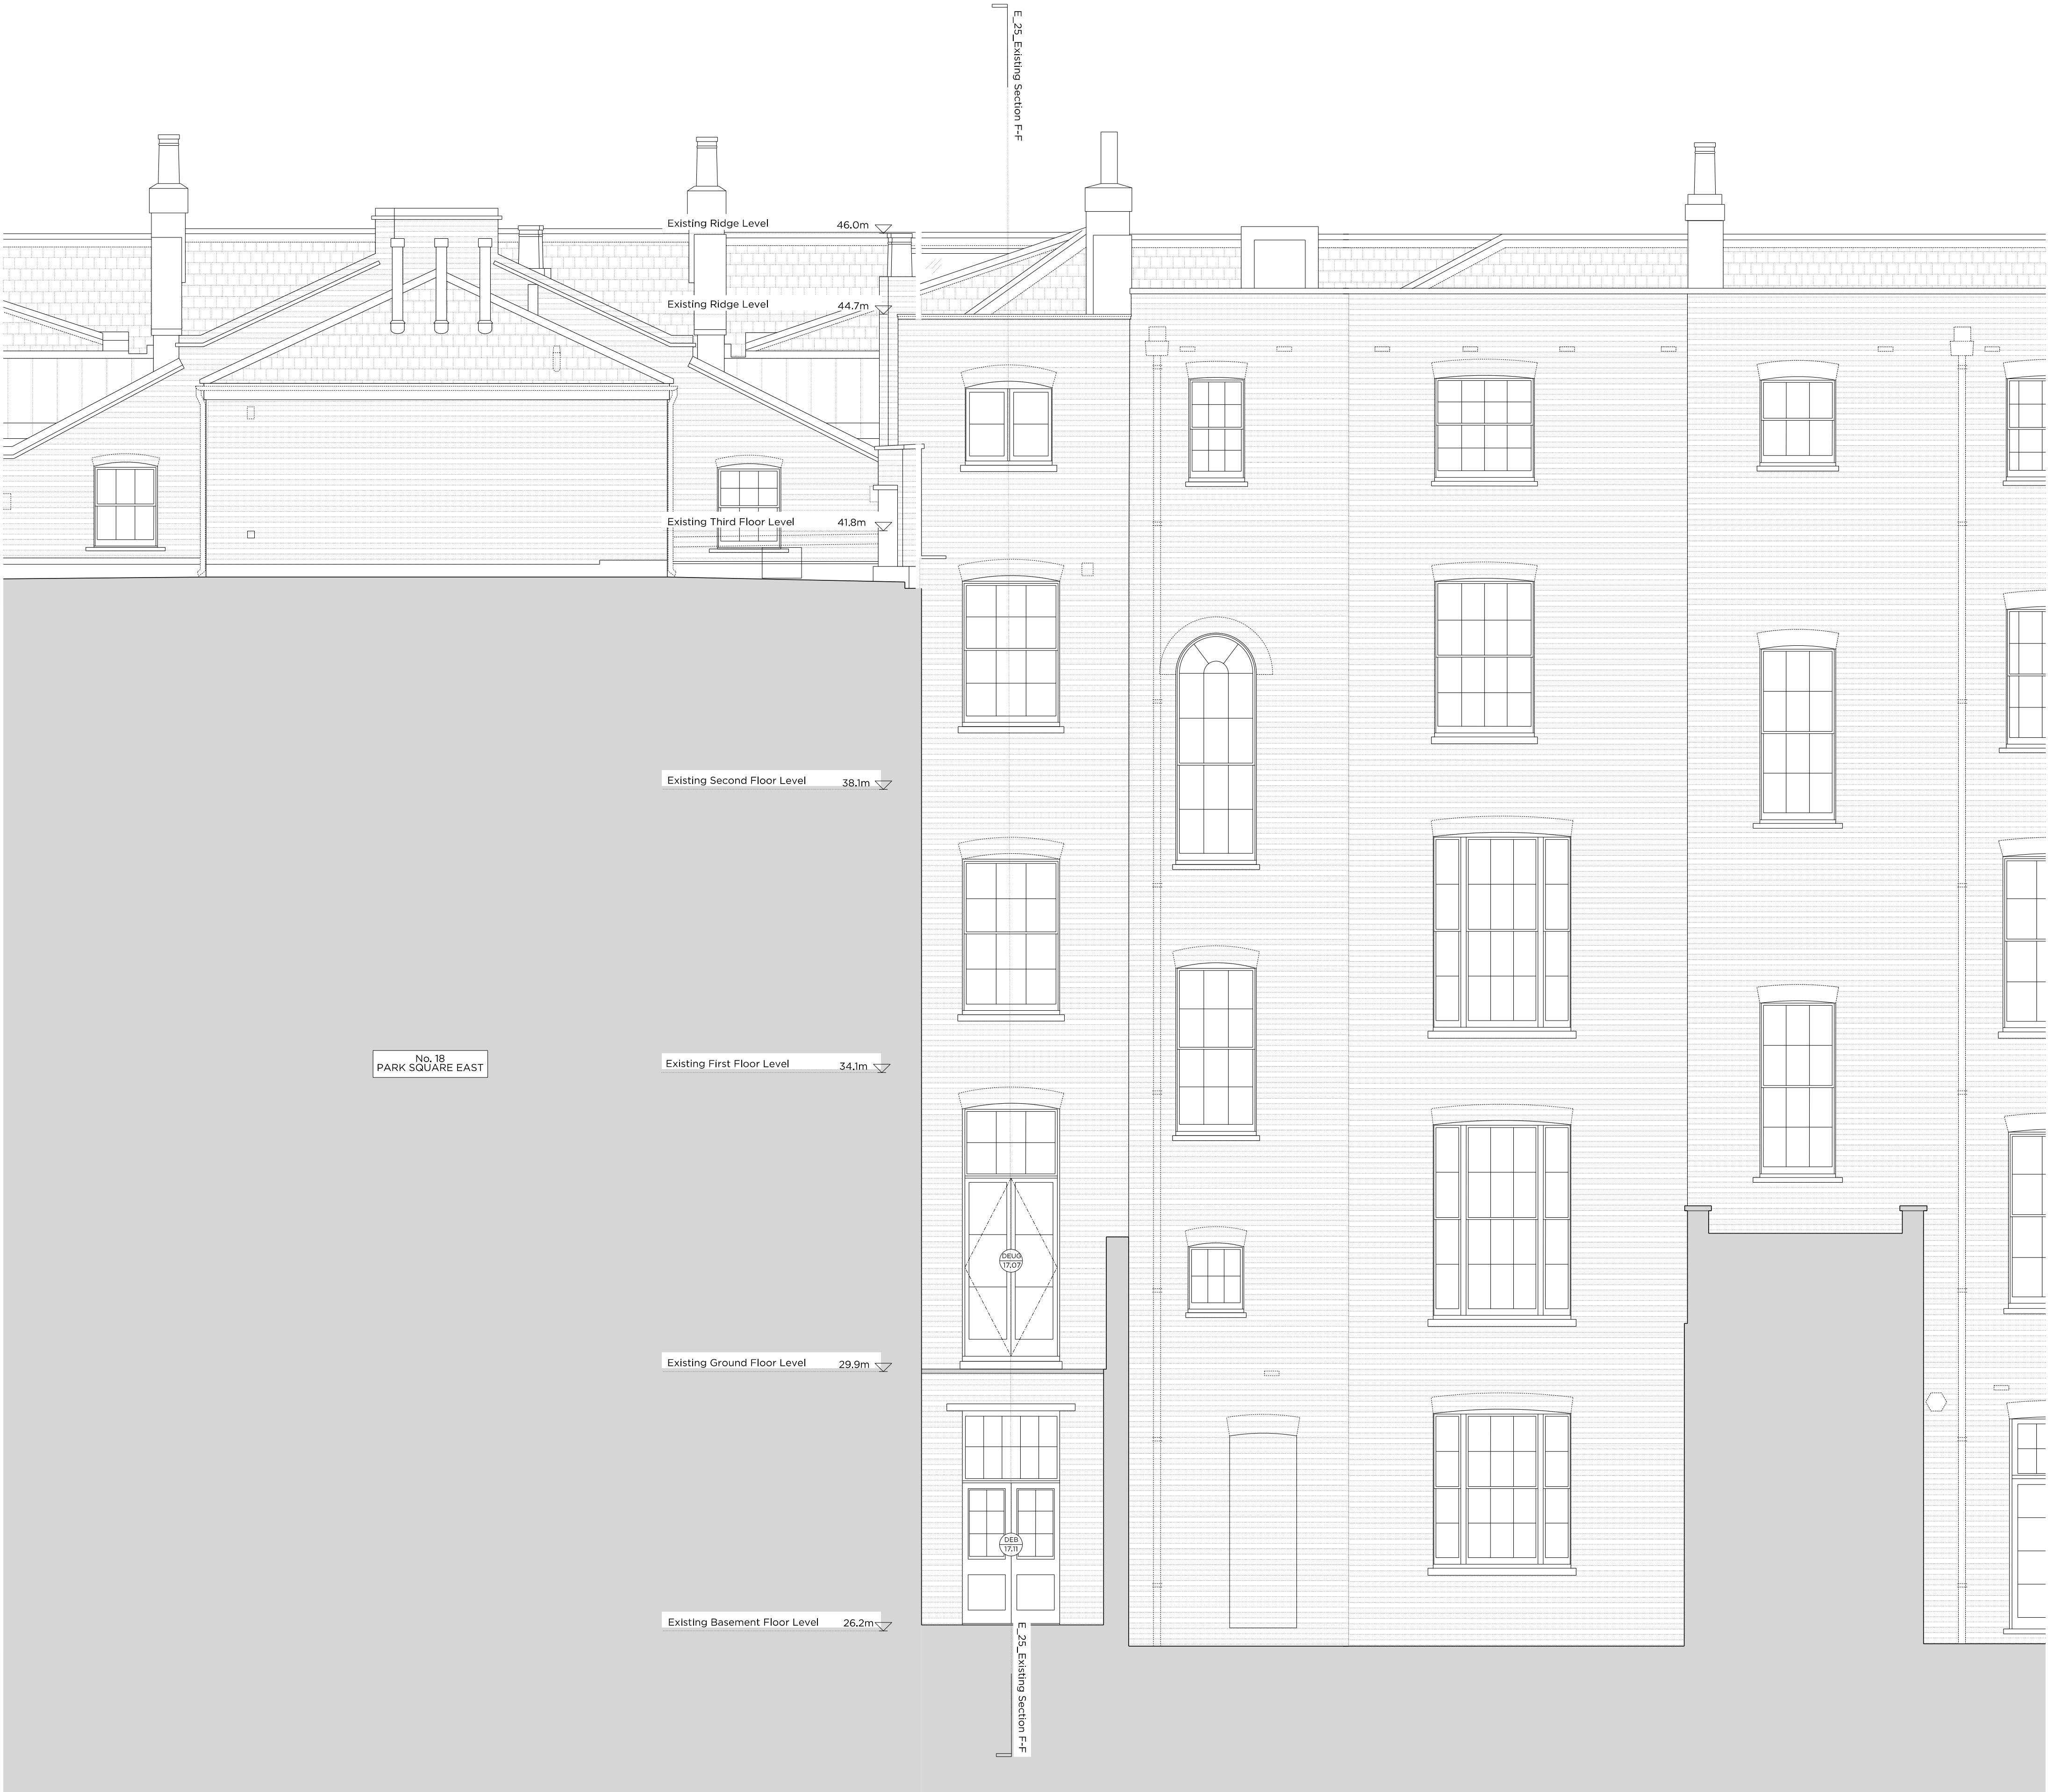 E_25_Existing Section F-F
Existing Ridge Level 46.0m
Existing Ridge Level 44.7m
Existing Third Floor Level 41.8m
Existing Second Floor Level 38.1m
No. 18
PARK SQUARE EAST
Existing First Floor Level 34.1m
DEUG
17.07
Existing Ground Floor Level 29.9m
DEB
17.11
Existing Basement Floor Level 26.2m
E_25_Existing Section F-F